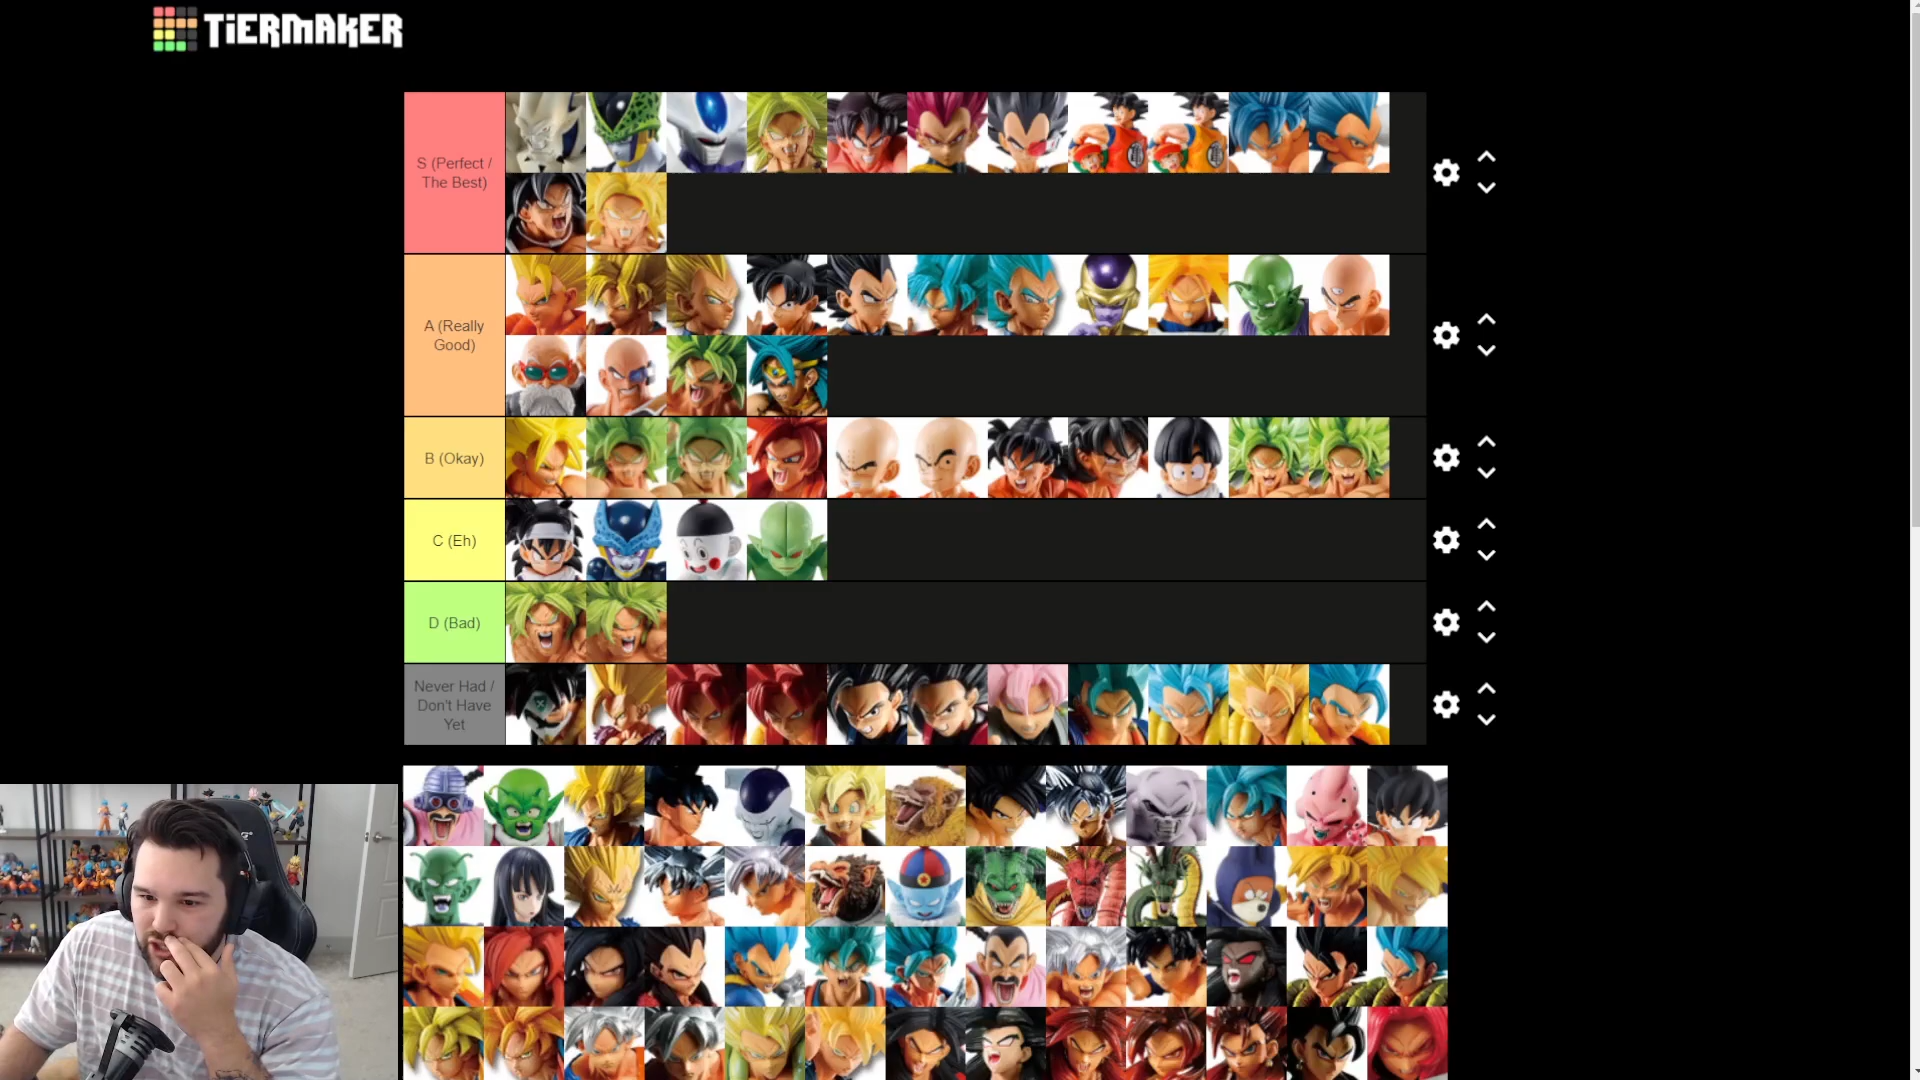 TiERMAKER
S (Perfect /
The Best)
A (Really
Good)
B (Okay)
C (Eh)
D (Bad)
Never Had /
Don't Have
Yet